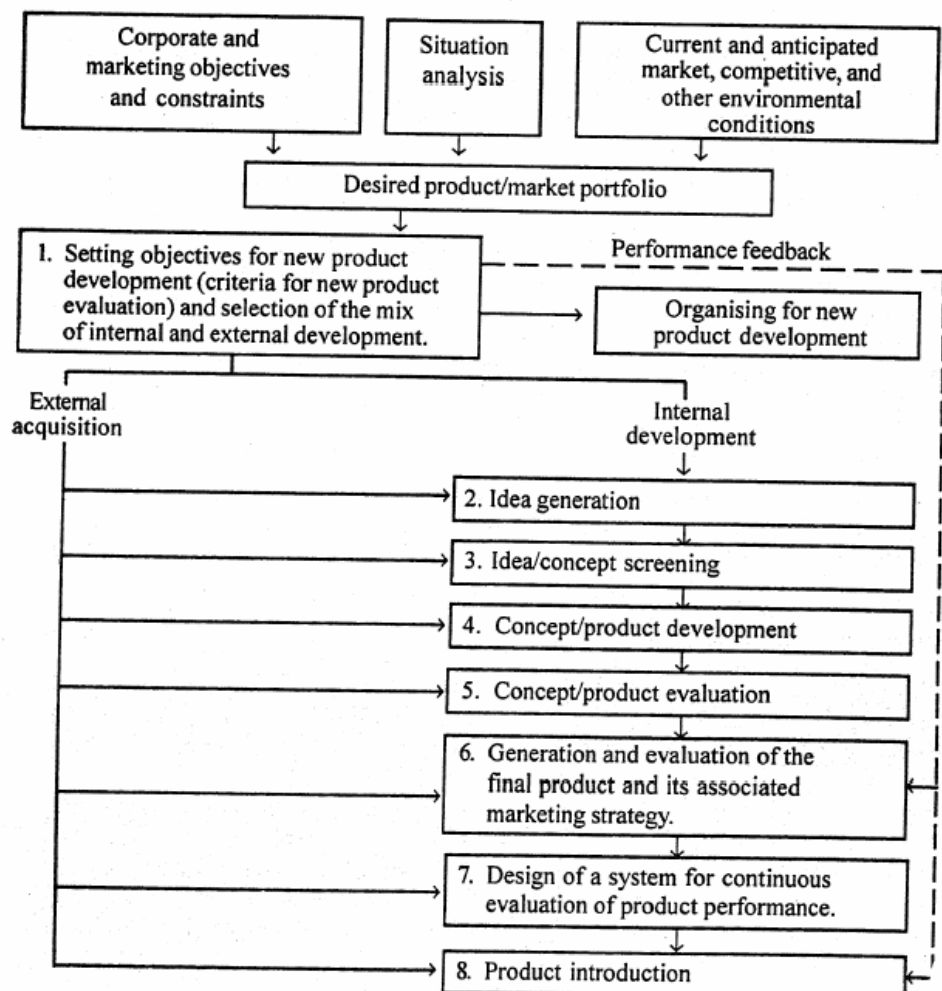 Corporate and
marketing objectives
and constraints
Situation
analysis
Current and anticipated
market, competitive, and
other environmental
conditions
Desired product/market portfolio
1. Setting objectives for new product
development (criteria for new product
evaluation) and selection of the mix
of internal and external development.
Performance feedback
Organising for new
product development
External
acquisition
Internal
development
2. Idea generation
3. Idea/concept screening
4. Concept/product development
5. Concept/product evaluation
6. Generation and evaluation of the
final product and its associated
marketing strategy.
7. Design of a system for continuous
evaluation of product performance.
8. Product introduction